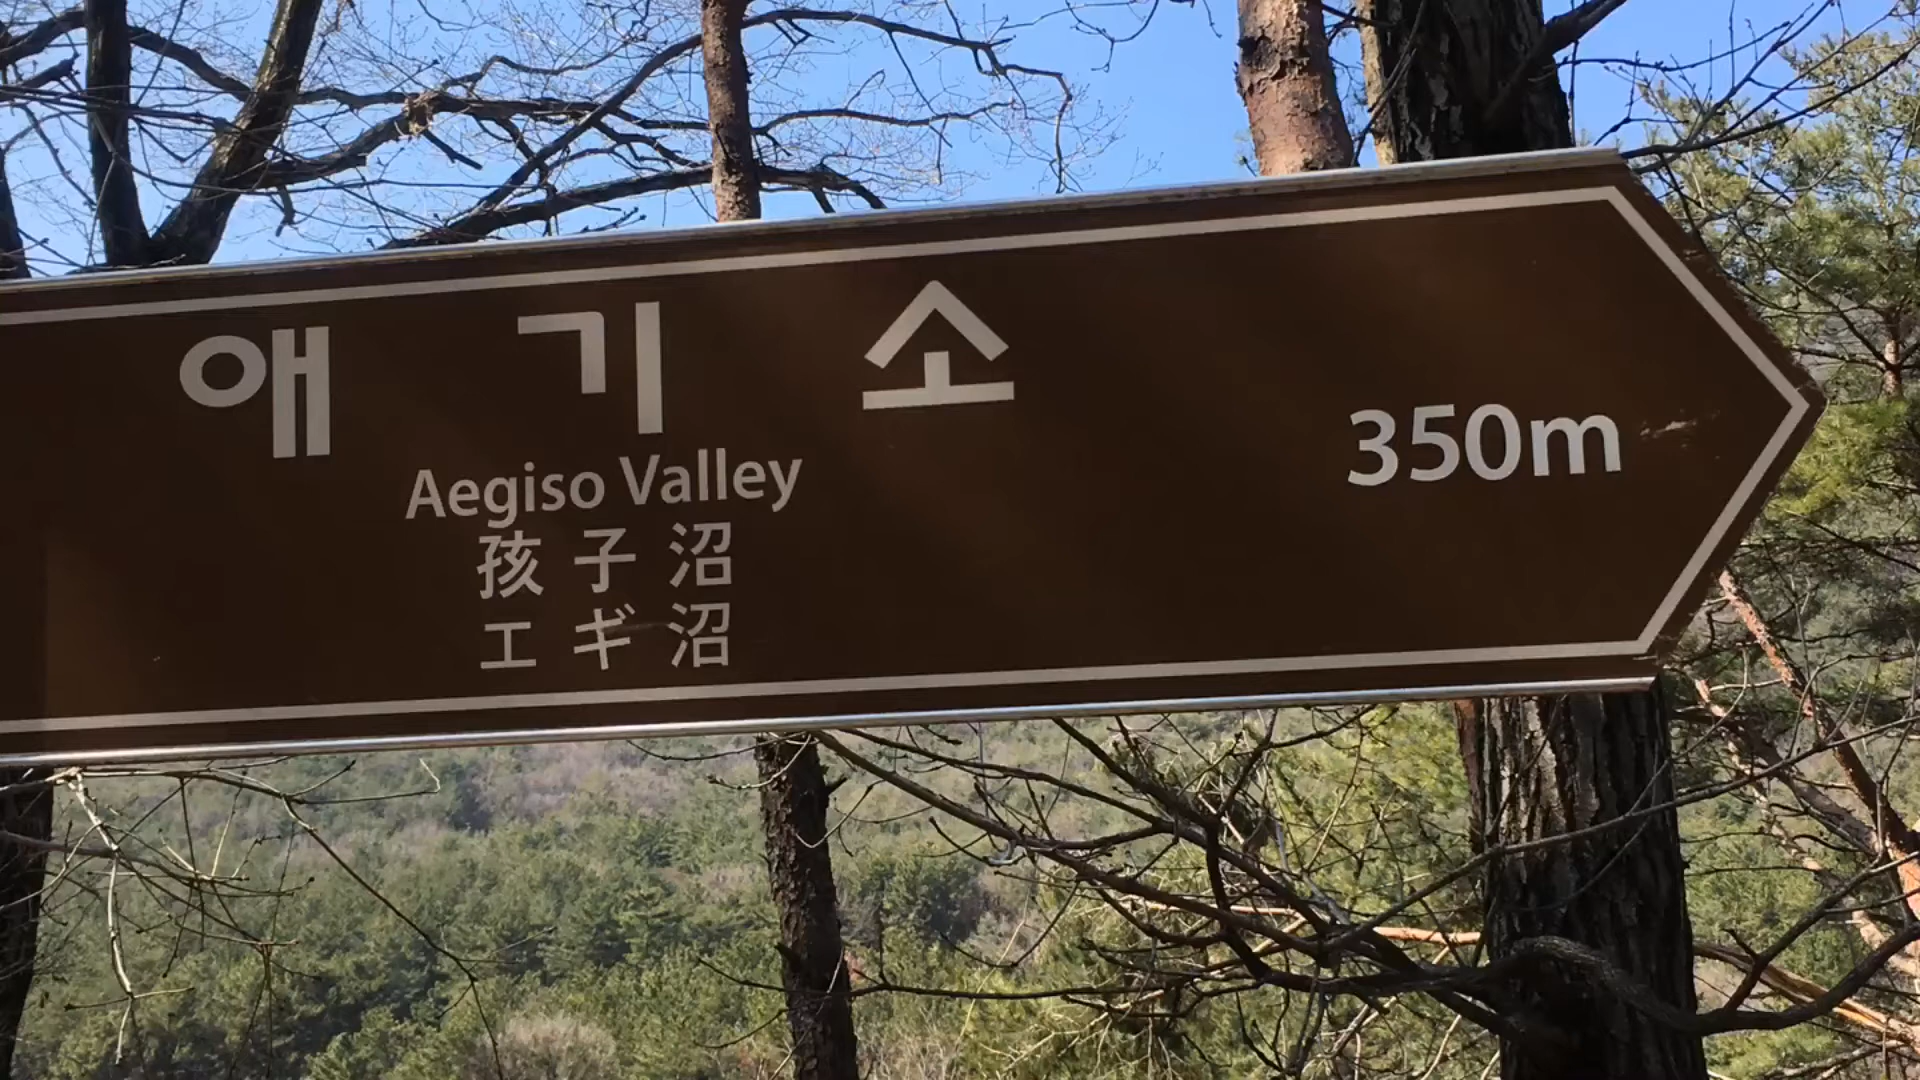 애 기 소
Aegiso Valley
孩 子 沼
エ ギ 沼
350m